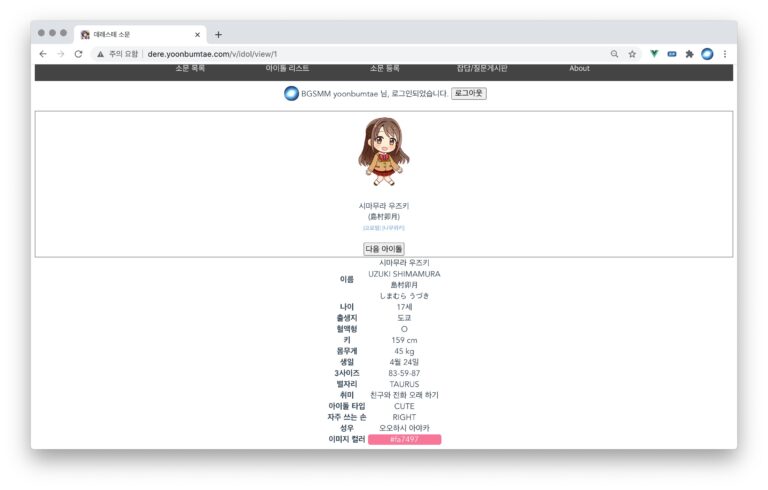 데레스테 소문
주의 요함 | dere.yoonbumtae.com/v/idol/view/1
소문 목록 아이돌 리스트 소문 등록 잡담/질문게시판 About
BGSMM yoonbumtae 님, 로그인되었습니다. 로그아웃
시마무라 우즈키
(島村卯月)
[프로필] [나무위키]
다음 아이돌
이름 시마무라 우즈키
UZUKI SHIMAMURA
島村卯月
しまむら うづき
나이 17세
출생지 도쿄
혈액형 O
키 159 cm
몸무게 45 kg
생일 4월 24일
3사이즈 83-59-87
별자리 TAURUS
취미 친구와 전화 오래 하기
아이돌 타입 CUTE
자주 쓰는 손 RIGHT
성우 오오하시 아야카
이미지 컬러 #fa7497